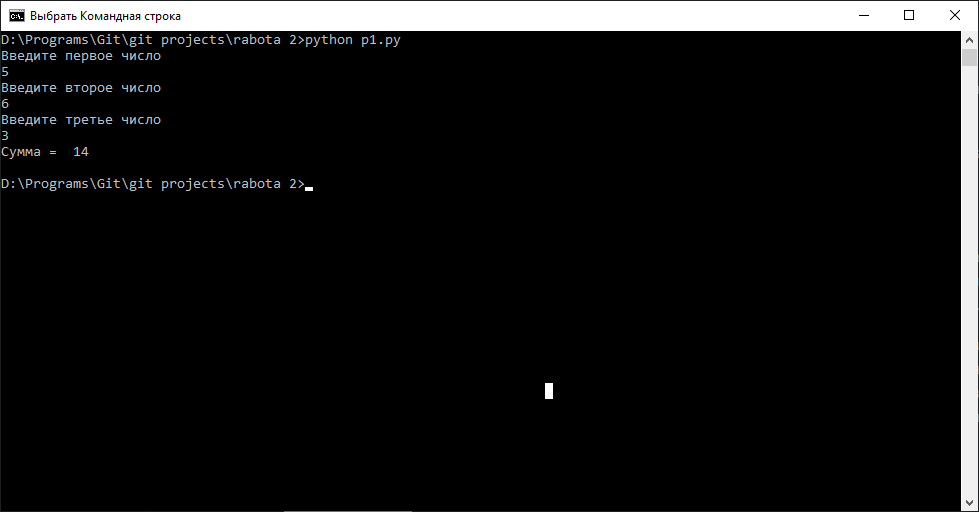 Выбрать Командная строка
D:\Programs\Git\git projects\rabota 2>python p1.py
Введите первое число
5
Введите второе число
6
Введите третье число
3
Сумма =  14
D:\Programs\Git\git projects\rabota 2>